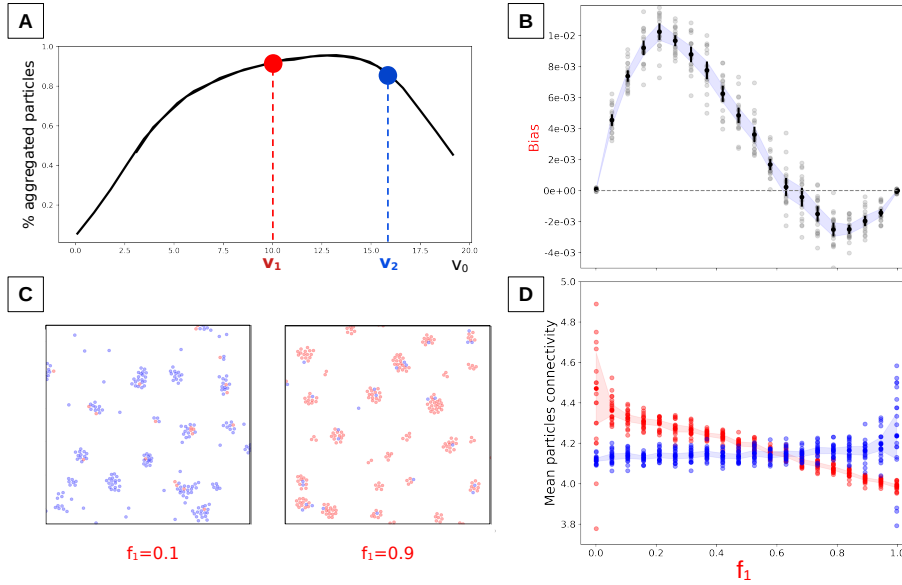 A
% aggregated particles
1.0
0.8
0.6
0.4
0.2
0.0
2.5
5.0
7.5
10.0
12.5
15.0
17.5
20.0
v₁
v₂
v₀
B
Bias
1e-02
8e-03
6e-03
4e-03
2e-03
0e+00
-2e-03
-4e-03
C
f₁=0.1
f₁=0.9
D
Mean particles connectivity
5.0
4.8
4.6
4.4
4.2
4.0
3.8
0.0
0.2
0.4
0.6
0.8
1.0
f₁